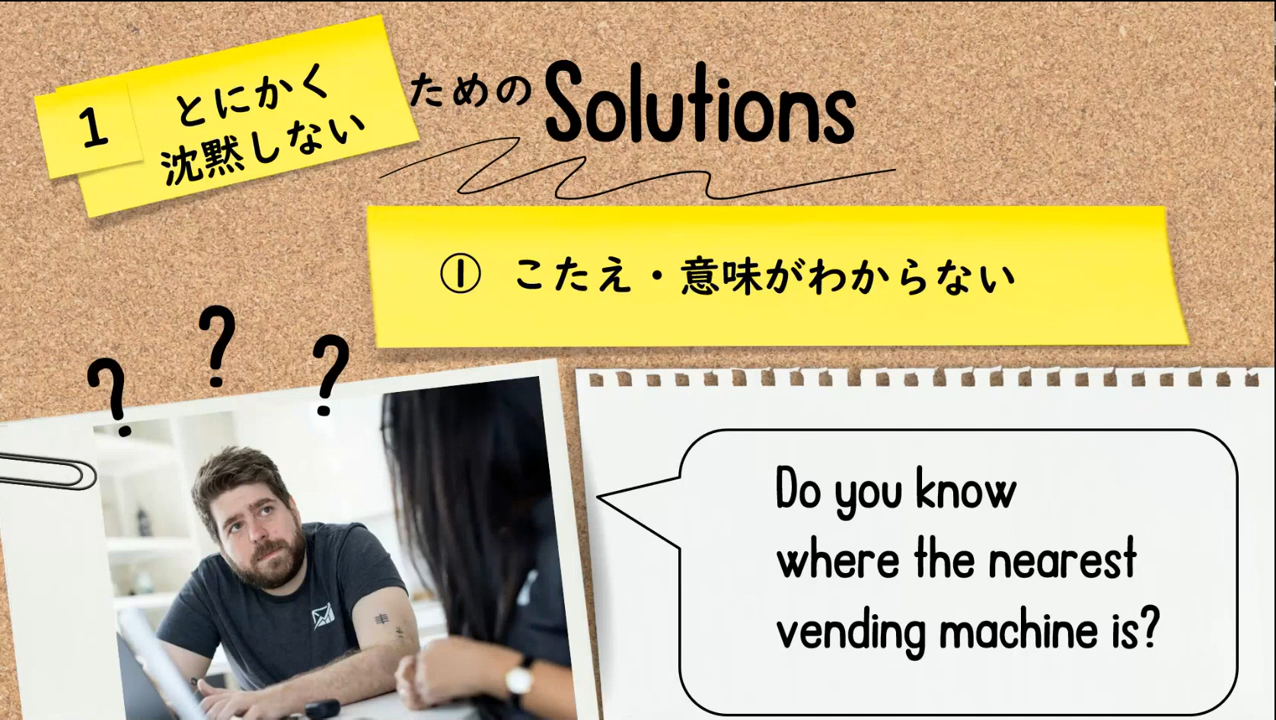 1
とにかく
沈黙しない
ための Solutions
① こたえ・意味がわからない
? ? ?
Do you know
where the nearest
vending machine is?